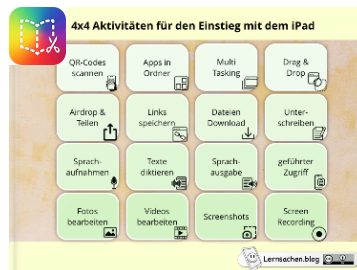 4x4 Aktivitäten für den Einstieg mit dem iPad
QR-Codes
scannen
Apps in
Ordner
Multi
Tasking
Drag &
Drop
Airdrop &
Teilen
Links
speichern
Dateien
Download
Unter-
schreiben
Sprach-
aufnahmen
Texte
diktieren
Sprach-
ausgabe
geführter
Zugriff
Fotos
bearbeiten
Videos
bearbeiten
Screenshots
Screen
Recording
Lernsachen.blog